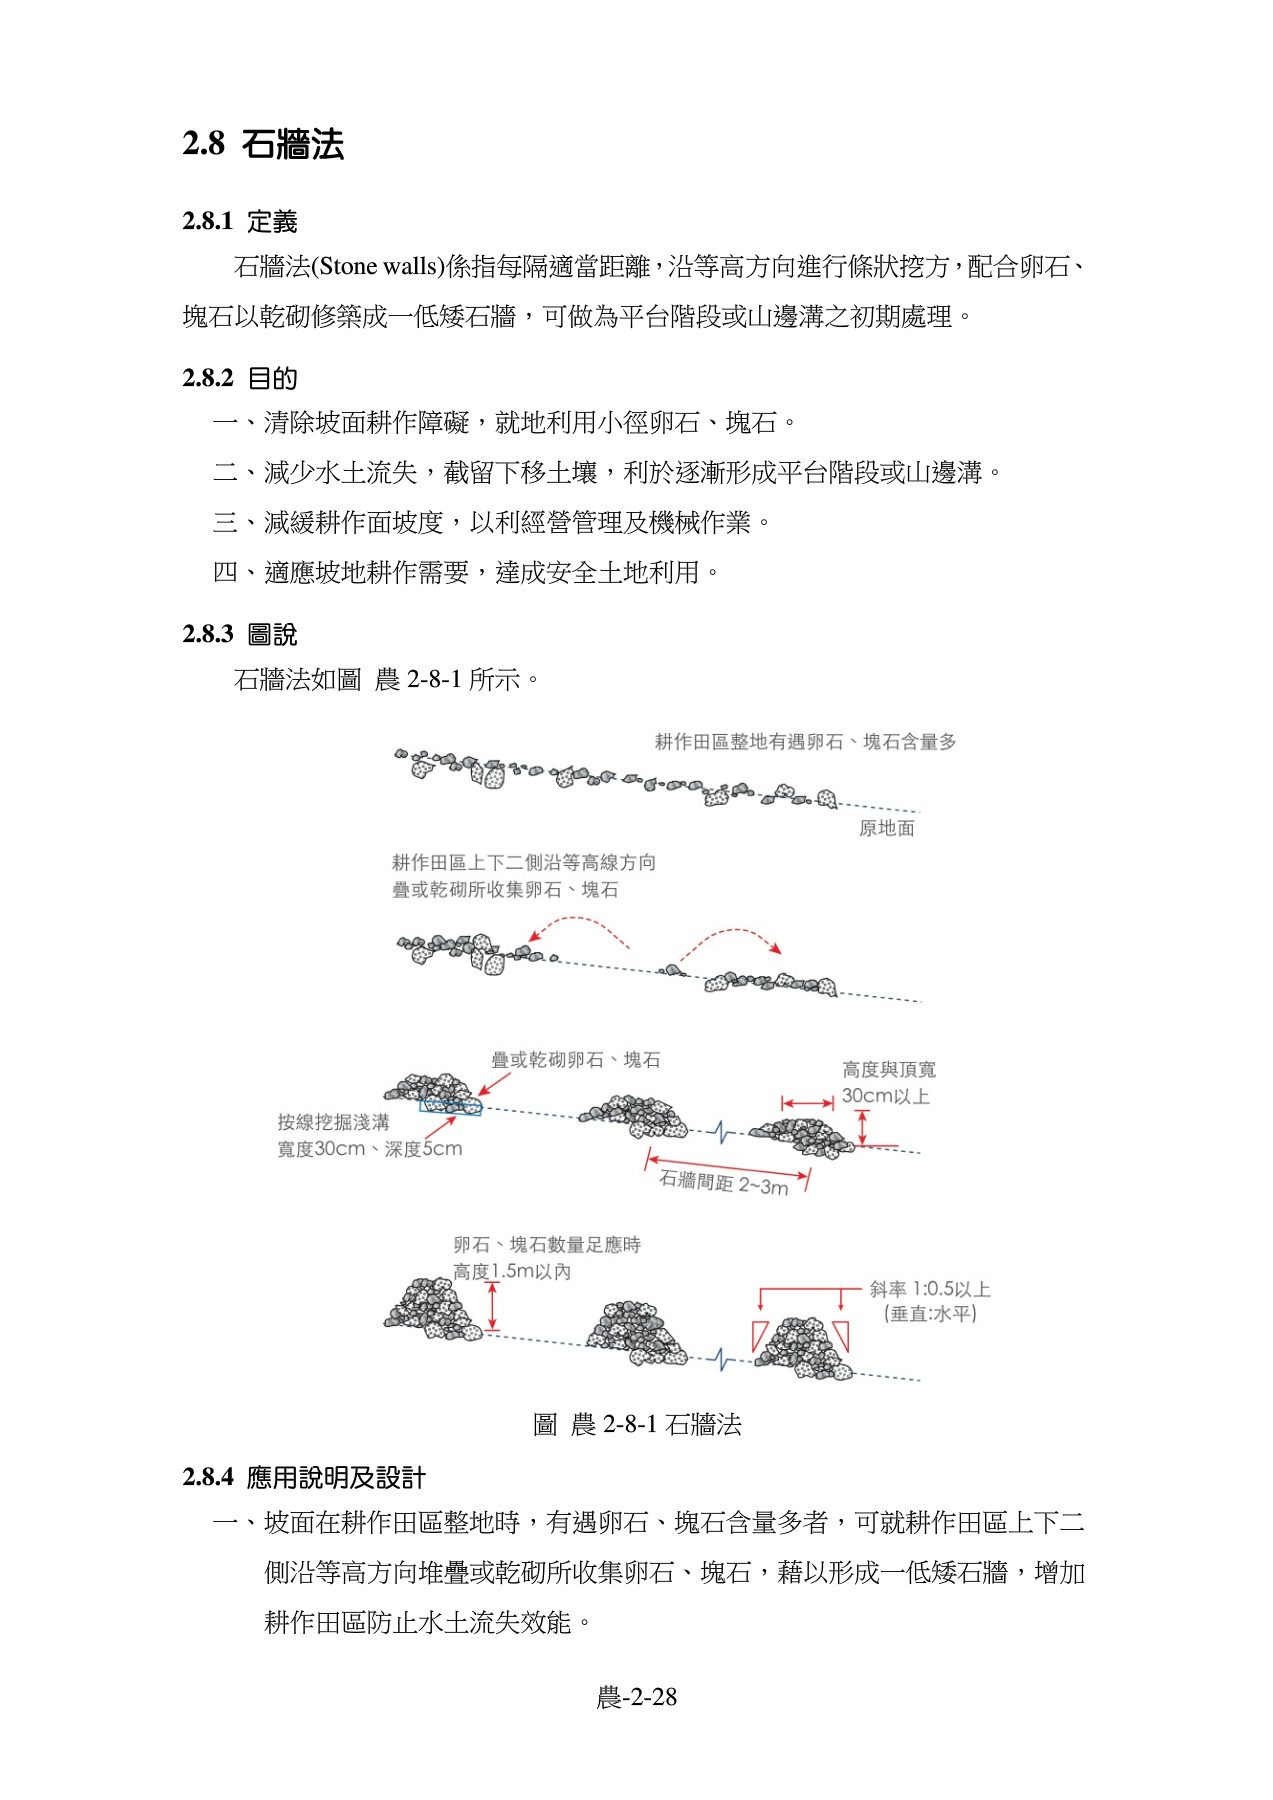 2.8 石牆法
2.8.1 定義
石牆法(Stone walls)係指每隔適當距離，沿等高方向進行條狀挖方，配合卵石、
塊石以乾砌修築成一低矮石牆，可做為平台階段或山邊溝之初期處理。
2.8.2 目的
一、清除坡面耕作障礙，就地利用小徑卵石、塊石。
二、減少水土流失，截留下移土壤，利於逐漸形成平台階段或山邊溝。
三、減緩耕作面坡度，以利經營管理及機械作業。
四、適應坡地耕作需要，達成安全土地利用。
2.8.3 圖說
石牆法如圖 農 2-8-1 所示。
耕作田區整地有遇卵石、塊石含量多
原地面
耕作田區上下二側沿等高線方向
疊或乾砌所收集卵石、塊石
疊或乾砌卵石、塊石
高度與頂寬
30cm以上
按線挖掘淺溝
寬度30cm、深度5cm
石牆間距 2~3m
卵石、塊石數量足應時
高度1.5m以內
斜率 1:0.5以上
(垂直:水平)
圖 農 2-8-1 石牆法
2.8.4 應用說明及設計
一、坡面在耕作田區整地時，有遇卵石、塊石含量多者，可就耕作田區上下二
側沿等高方向堆疊或乾砌所收集卵石、塊石，藉以形成一低矮石牆，增加
耕作田區防止水土流失效能。
農-2-28